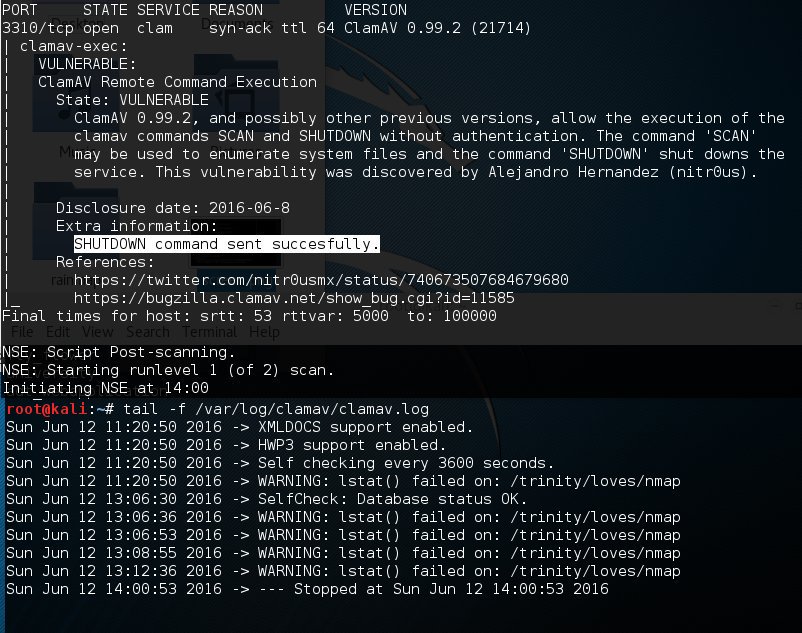 PORT     STATE SERVICE REASON         VERSION
3310/tcp open  clam    syn-ack ttl 64 ClamAV 0.99.2 (21714)
| clamav-exec:
|   VULNERABLE:
|   ClamAV Remote Command Execution
|     State: VULNERABLE
|       ClamAV 0.99.2, and possibly other previous versions, allow the execution of the
|       clamav commands SCAN and SHUTDOWN without authentication. The command 'SCAN'
|       may be used to enumerate system files and the command 'SHUTDOWN' shut downs the
|       service. This vulnerability was discovered by Alejandro Hernandez (nitr0us).
|
|     Disclosure date: 2016-06-8
|     Extra information:
|       SHUTDOWN command sent succesfully.
|     References:
|       https://twitter.com/nitr0usmx/status/740673507684679680
|_      https://bugzilla.clamav.net/show_bug.cgi?id=11585
Final times for host: srtt: 53 rttvar: 5000  to: 100000
File Edit View Search Terminal Help
NSE: Script Post-scanning.
NSE: Starting runlevel 1 (of 2) scan.
Initiating NSE at 14:00
root@kali:~# tail -f /var/log/clamav/clamav.log
Sun Jun 12 11:20:50 2016 -> XMLDOCS support enabled.
Sun Jun 12 11:20:50 2016 -> HWP3 support enabled.
Sun Jun 12 11:20:50 2016 -> Self checking every 3600 seconds.
Sun Jun 12 11:20:50 2016 -> WARNING: lstat() failed on: /trinity/loves/nmap
Sun Jun 12 13:06:30 2016 -> SelfCheck: Database status OK.
Sun Jun 12 13:06:36 2016 -> WARNING: lstat() failed on: /trinity/loves/nmap
Sun Jun 12 13:06:53 2016 -> WARNING: lstat() failed on: /trinity/loves/nmap
Sun Jun 12 13:08:55 2016 -> WARNING: lstat() failed on: /trinity/loves/nmap
Sun Jun 12 13:12:36 2016 -> WARNING: lstat() failed on: /trinity/loves/nmap
Sun Jun 12 14:00:53 2016 -> --- Stopped at Sun Jun 12 14:00:53 2016